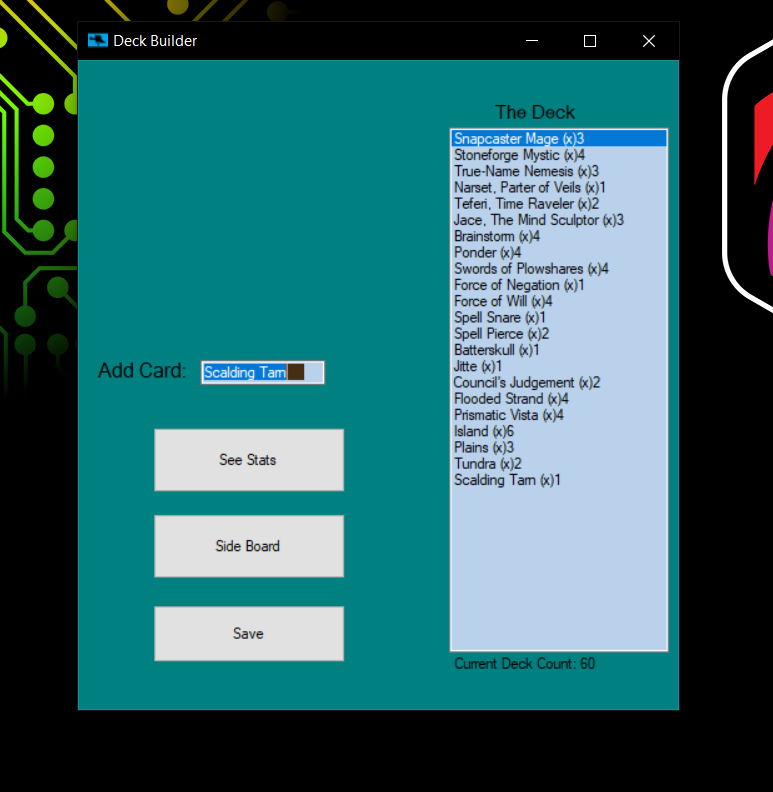 Deck Builder
The Deck
Snapcaster Mage (x)3
Stoneforge Mystic (x)4
True-Name Nemesis (x)3
Narset, Parter of Veils (x)1
Teferi, Time Raveler (x)2
Jace, The Mind Sculptor (x)3
Brainstorm (x)4
Ponder (x)4
Swords of Plowshares (x)4
Force of Negation (x)1
Force of Will (x)4
Spell Snare (x)1
Spell Pierce (x)2
Batterskull (x)1
Jitte (x)1
Council's Judgement (x)2
Flooded Strand (x)4
Prismatic Vista (x)4
Island (x)6
Plains (x)3
Tundra (x)2
Scalding Tarn (x)1
Add Card: Scalding Tarn
See Stats
Side Board
Save
Current Deck Count: 60